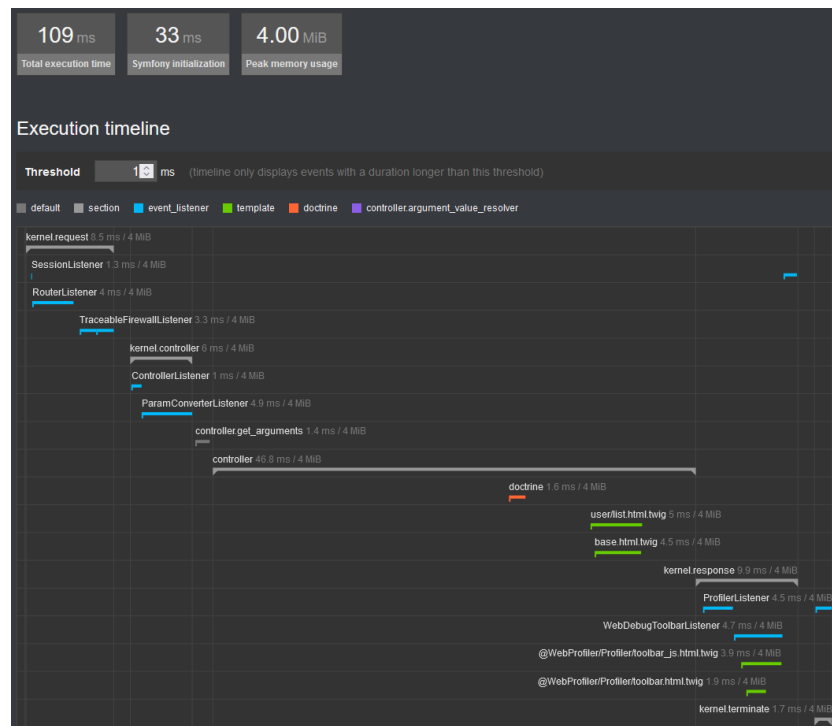 109 ms
Total execution time
33 ms
Symfony initialization
4.00 MiB
Peak memory usage
Execution timeline
Threshold 1 ms (timeline only displays events with a duration longer than this threshold)
default section event_listener template doctrine controller.argument_value_resolver
kernel.request 8.5 ms / 4 MiB
SessionListener 1.3 ms / 4 MiB
RouterListener 4 ms / 4 MiB
TraceableFirewallListener 3.3 ms / 4 MiB
kernel.controller 6 ms / 4 MiB
ControllerListener 1 ms / 4 MiB
ParamConverterListener 4.9 ms / 4 MiB
controller.get_arguments 1.4 ms / 4 MiB
controller 46.8 ms / 4 MiB
doctrine 1.6 ms / 4 MiB
user/list.html.twig 5 ms / 4 MiB
base.html.twig 4.5 ms / 4 MiB
kernel.response 9.9 ms / 4 MiB
ProfilerListener 4.5 ms / 4 MiB
WebDebugToolbarListener 4.7 ms / 4 MiB
@WebProfiler/Profiler/toolbar_js.html.twig 3.9 ms / 4 MiB
@WebProfiler/Profiler/toolbar.html.twig 1.9 ms / 4 MiB
kernel.terminate 1.7 ms / 4 MiB